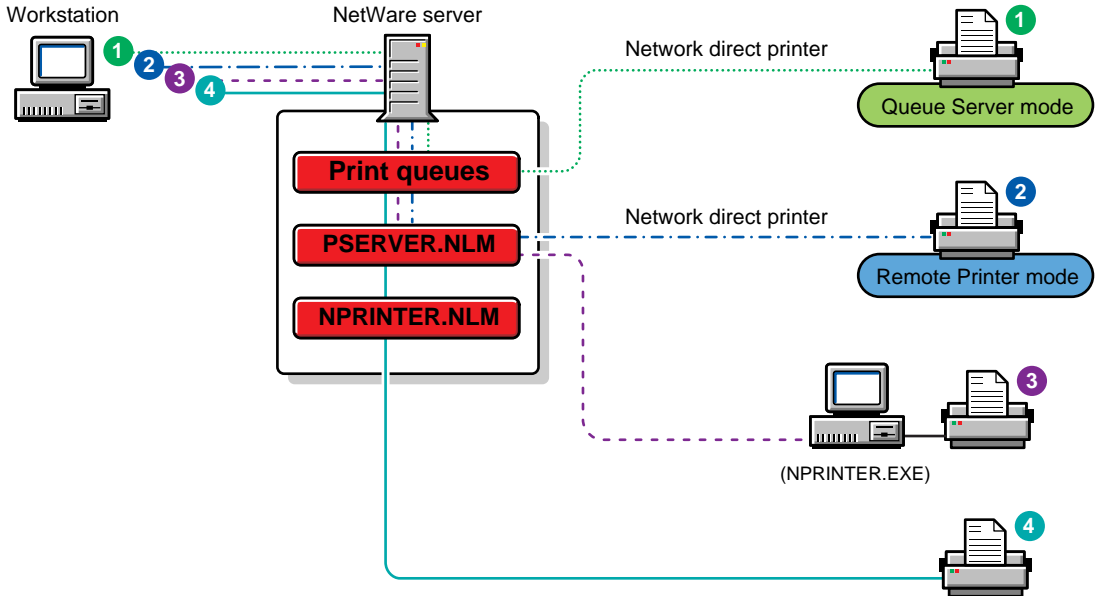 Workstation
NetWare server
1
2
3
4
Network direct printer
1
Queue Server mode
Print queues
Network direct printer
2
PSERVER.NLM
Remote Printer mode
NPRINTER.NLM
3
(NPRINTER.EXE)
4